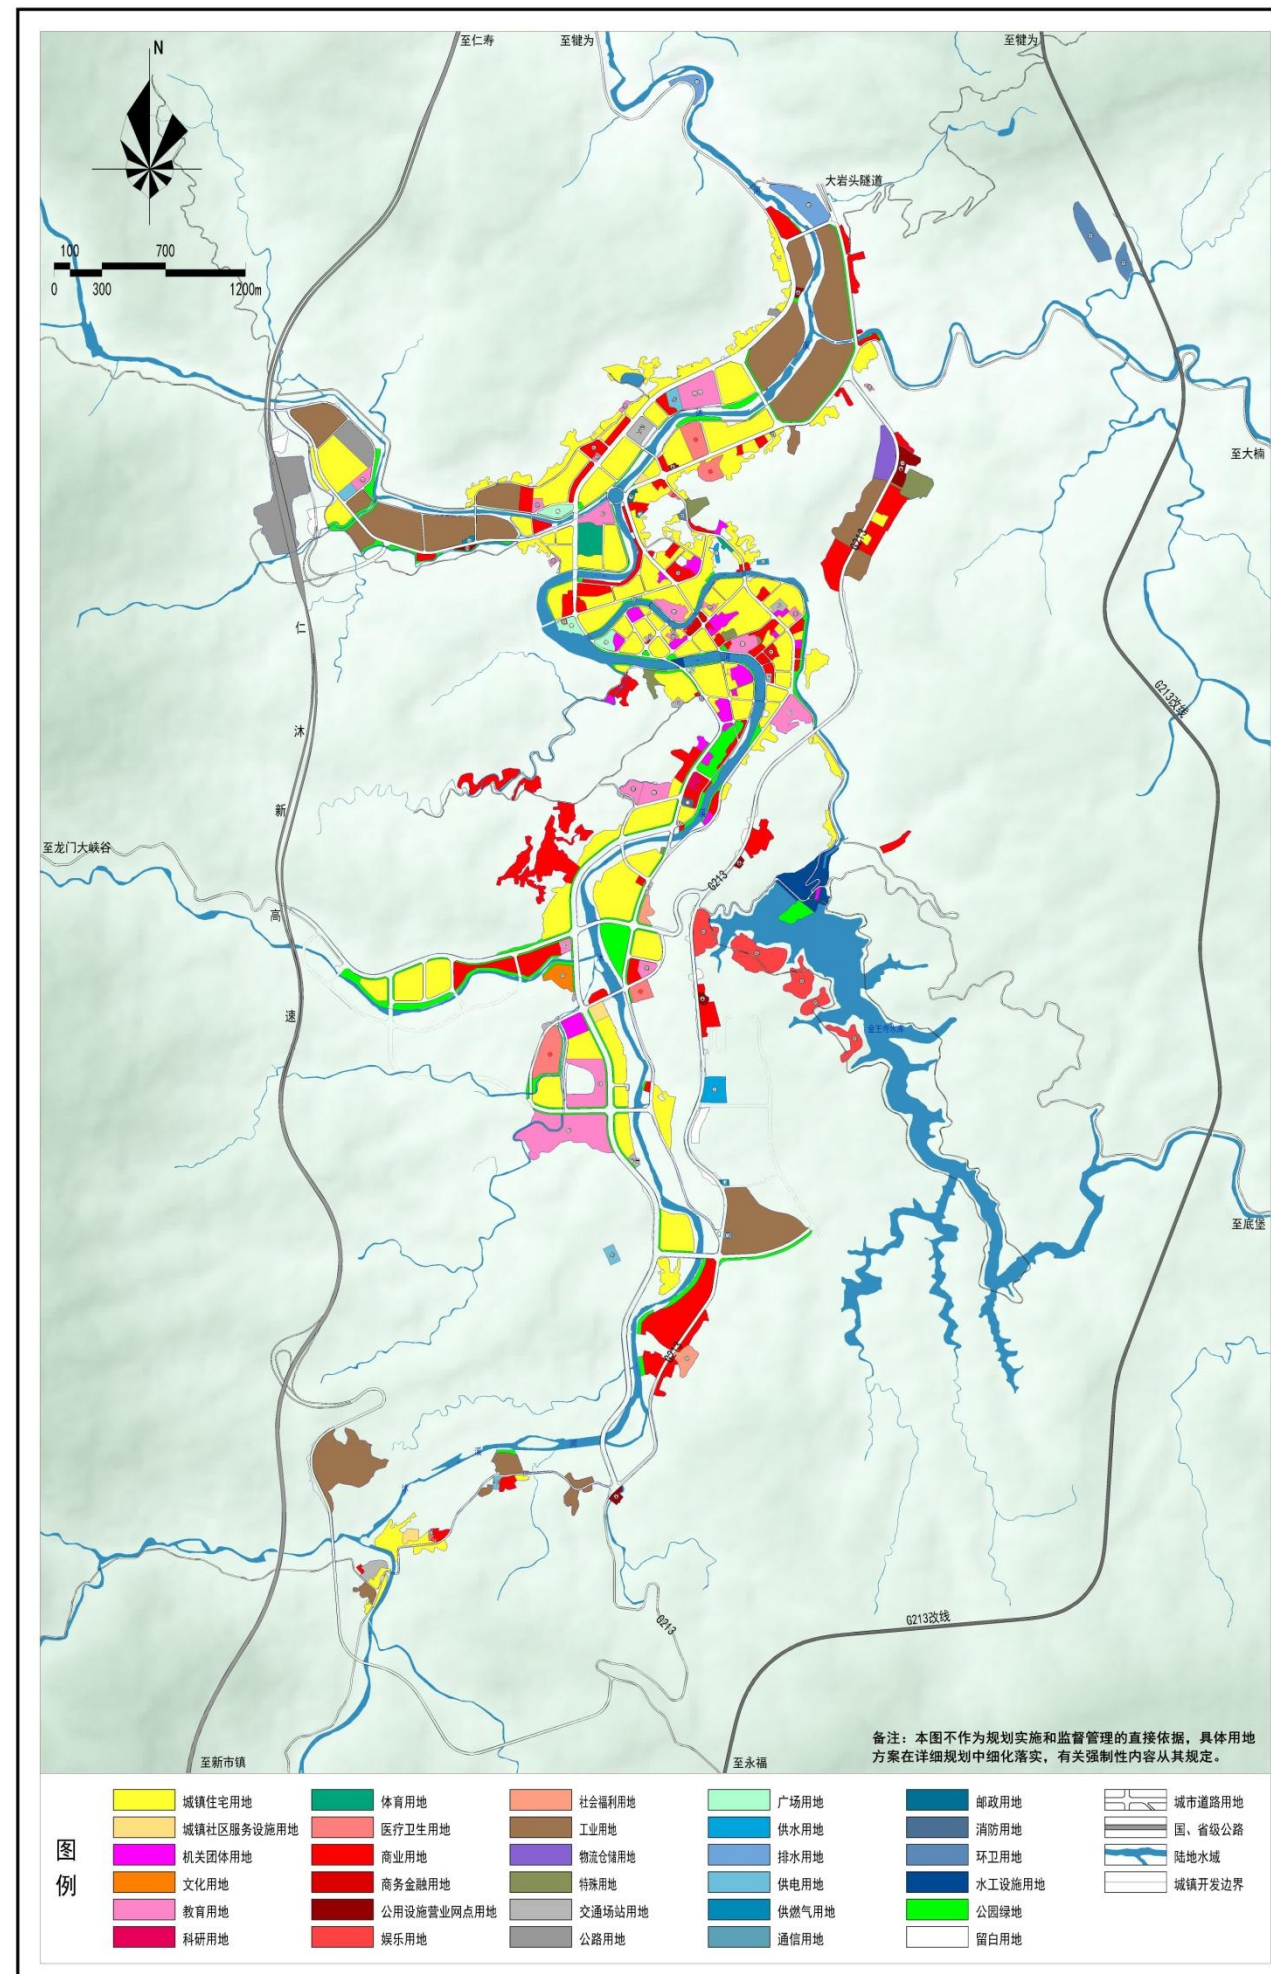 至仁寿
至犍为
至犍为
N
大岩头隧道
100 700
0 300 1200m
至大楠
G213
仁
沐
新
高
速
G213改线
至龙门大峡谷
G213
至底堡
G213
G213
G213改线
至新市镇
至永福
备注：本图不作为规划实施和监督管理的直接依据，具体用地
方案在详细规划中细化落实，有关强制性内容从其规定。
图例
城镇住宅用地 体育用地 社会福利用地 广场用地 邮政用地 城市道路用地
城镇社区服务设施用地 医疗卫生用地 工业用地 供水用地 消防用地 国、省级公路
机关团体用地 商业用地 物流仓储用地 排水用地 环卫用地 陆地水域
文化用地 商务金融用地 特殊用地 供电用地 水工设施用地 城镇开发边界
教育用地 公用设施营业网点用地 交通场站用地 供燃气用地 公园绿地
科研用地 娱乐用地 公路用地 通信用地 留白用地